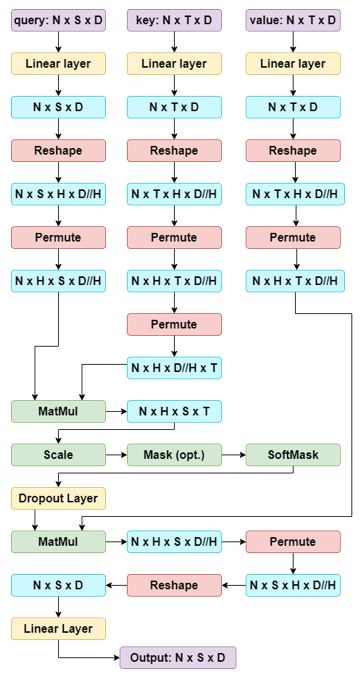 query: N x S x D
key: N x T x D
value: N x T x D
Linear layer
Linear layer
Linear layer
N x S x D
N x T x D
N x T x D
Reshape
Reshape
Reshape
N x S x H x D//H
N x T x H x D//H
N x T x H x D//H
Permute
Permute
Permute
N x H x S x D//H
N x H x T x D//H
N x H x T x D//H
Permute
N x H x D//H x T
MatMul
N x H x S x T
Scale
Mask (opt.)
SoftMask
Dropout Layer
MatMul
N x H x S x D//H
Permute
N x S x D
Reshape
N x S x H x D//H
Linear Layer
Output: N x S x D